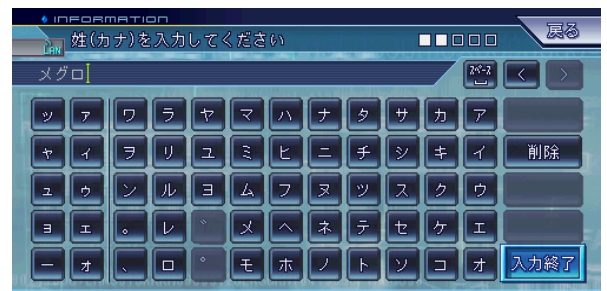 INFORMATION
LAN 姓(カナ)を入力してください 戻る
メグロ スペース < >
ッ ァ ワ ラ ヤ マ ハ ナ タ サ カ ア
ャ ィ ヲ リ ユ ミ ヒ ニ チ シ キ イ 削除
ュ ゥ ン ル ヨ ム フ ヌ ツ ス ク ウ
ョ ェ 。 レ ゛ メ ヘ ネ テ セ ケ エ
ー ォ 、 ロ ゜ モ ホ ノ ト ソ コ オ 入力終了